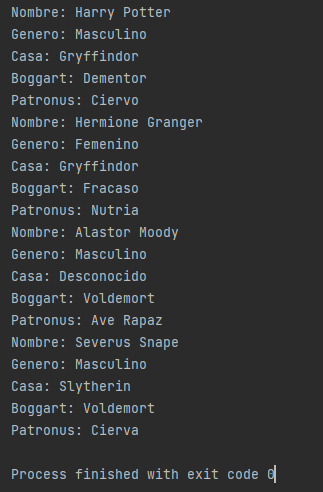 Nombre: Harry Potter
Genero: Masculino
Casa: Gryffindor
Boggart: Dementor
Patronus: Ciervo
Nombre: Hermione Granger
Genero: Femenino
Casa: Gryffindor
Boggart: Fracaso
Patronus: Nutria
Nombre: Alastor Moody
Genero: Masculino
Casa: Desconocido
Boggart: Voldemort
Patronus: Ave Rapaz
Nombre: Severus Snape
Genero: Masculino
Casa: Slytherin
Boggart: Voldemort
Patronus: Cierva
Process finished with exit code 0